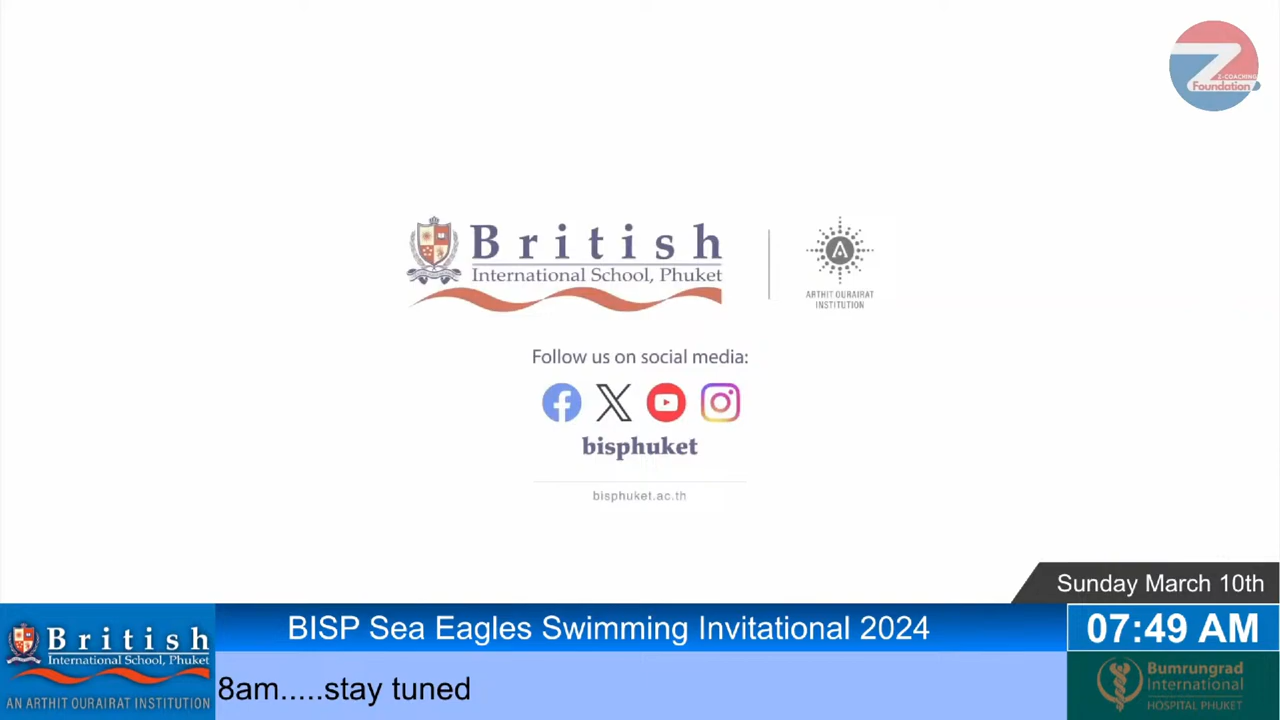 Z
Z-COACHING
Foundation
British
International School, Phuket
A
ARTHIT OURAIRAT
INSTITUTION
Follow us on social media:
bisphuket
bisphuket.ac.th
Sunday March 10th
British
International School, Phuket
AN ARTHIT OURAIRAT INSTITUTION
BISP Sea Eagles Swimming Invitational 2024
07:49 AM
8am.....stay tuned
Bumrungrad
International
HOSPITAL PHUKET